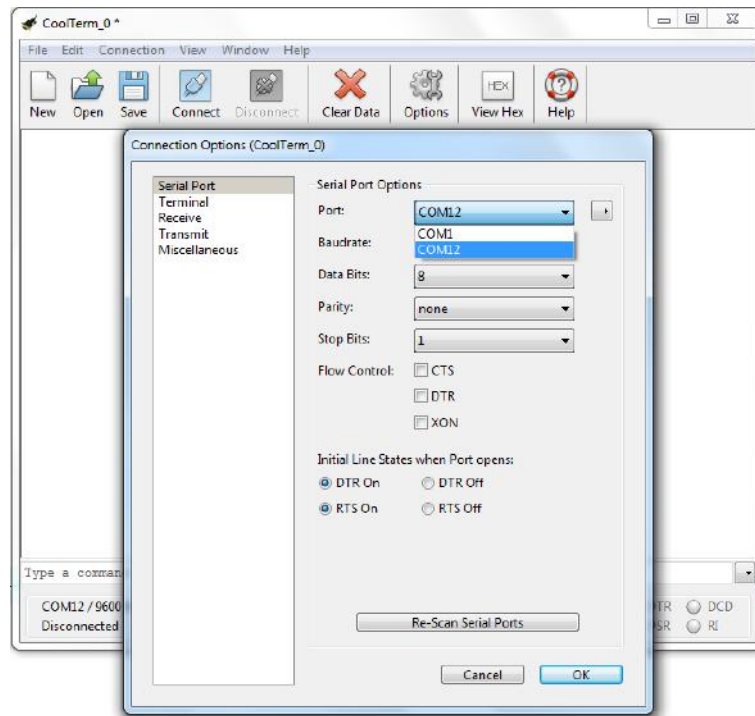 CoolTerm_0 *
File Edit Connection View Window Help
New Open Save Connect Disconnect Clear Data Options View Hex Help
HEX
Connection Options (CoolTerm_0)
Serial Port
Terminal
Receive
Transmit
Miscellaneous
Serial Port Options
Port: COM12
COM1
COM12
Baudrate:
Data Bits: 8
Parity: none
Stop Bits: 1
Flow Control: CTS
DTR
XON
Initial Line States when Port opens:
DTR On DTR Off
RTS On RTS Off
Re-Scan Serial Ports
Cancel OK
Type a comman
COM12 / 9600
Disconnected
TR DCD
SR RI